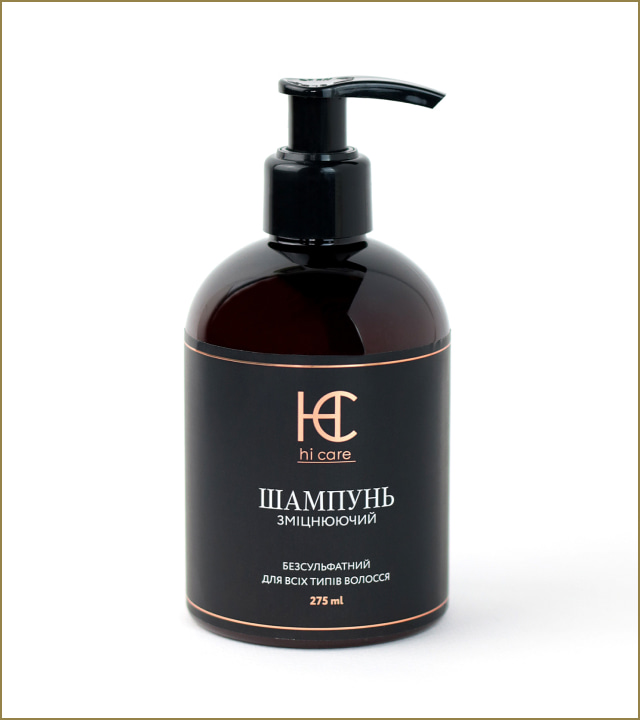 HC
hi care
ШАМПУНЬ
ЗМІЦНЮЮЧИЙ
БЕЗСУЛЬФАТНИЙ
ДЛЯ ВСІХ ТИПІВ ВОЛОССЯ
275 ml